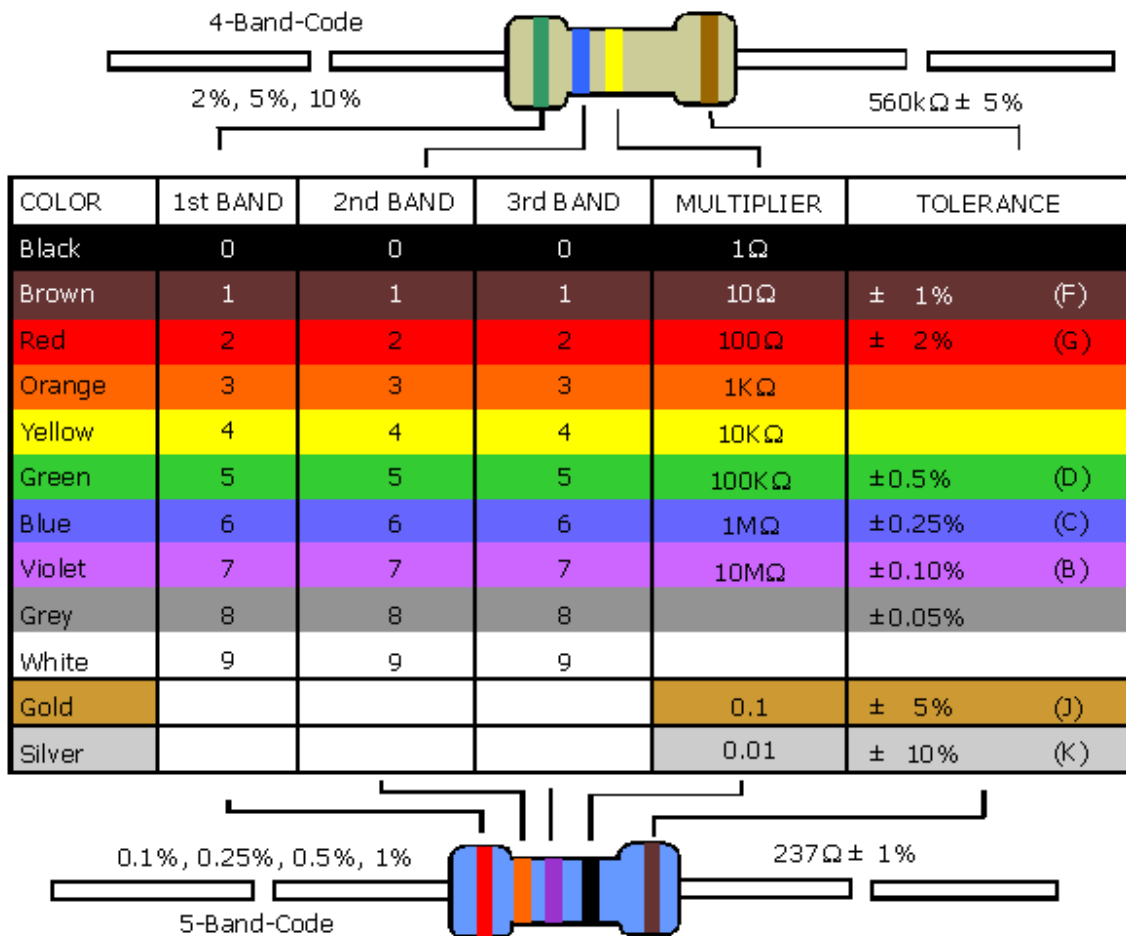 4-Band-Code
2%, 5%, 10%
560kΩ ± 5%
COLOR 1st BAND 2nd BAND 3rd BAND MULTIPLIER TOLERANCE
Black 0 0 0 1Ω
Brown 1 1 1 10Ω ± 1% (F)
Red 2 2 2 100Ω ± 2% (G)
Orange 3 3 3 1KΩ
Yellow 4 4 4 10KΩ
Green 5 5 5 100KΩ ±0.5% (D)
Blue 6 6 6 1MΩ ±0.25% (C)
Violet 7 7 7 10MΩ ±0.10% (B)
Grey 8 8 8 ±0.05%
White 9 9 9
Gold 0.1 ± 5% (J)
Silver 0.01 ± 10% (K)
0.1%, 0.25%, 0.5%, 1%
237Ω ± 1%
5-Band-Code